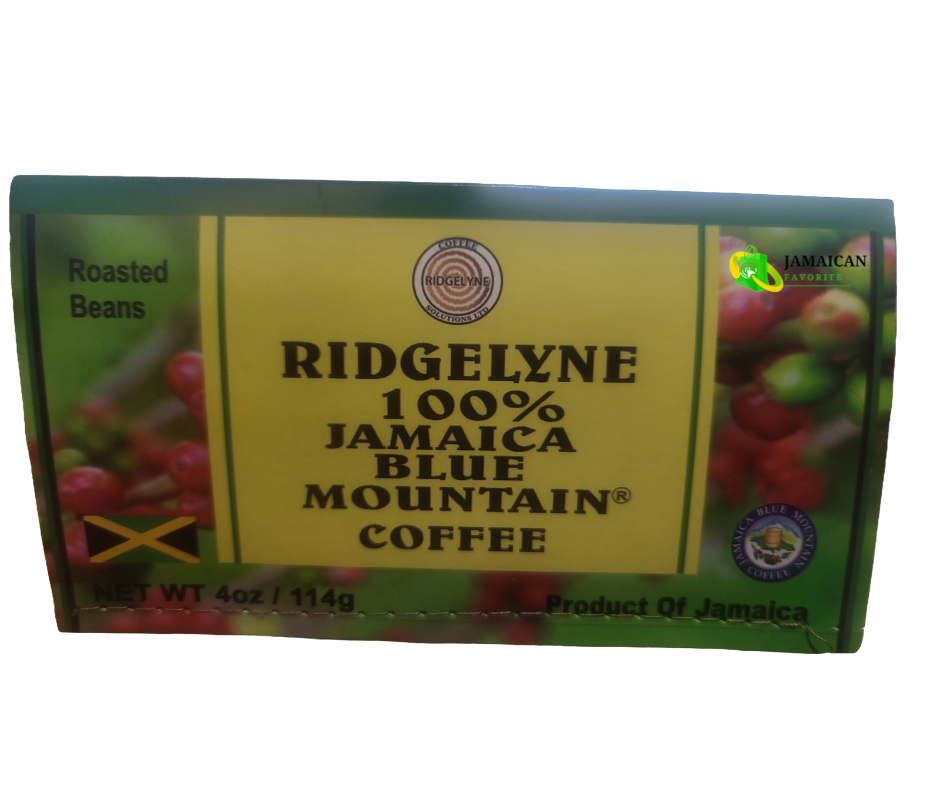 Roasted
Beans
COFFEE
RIDGELYNE
SOLUTIONS LTD
RIDGELYNE
100%
JAMAICA
BLUE
MOUNTAIN®
COFFEE
JAMAICAN
FAVORITE
JAMAICA BLUE MOUNTAIN
COFFEE
NET WT 4oz / 114g
Product Of Jamaica